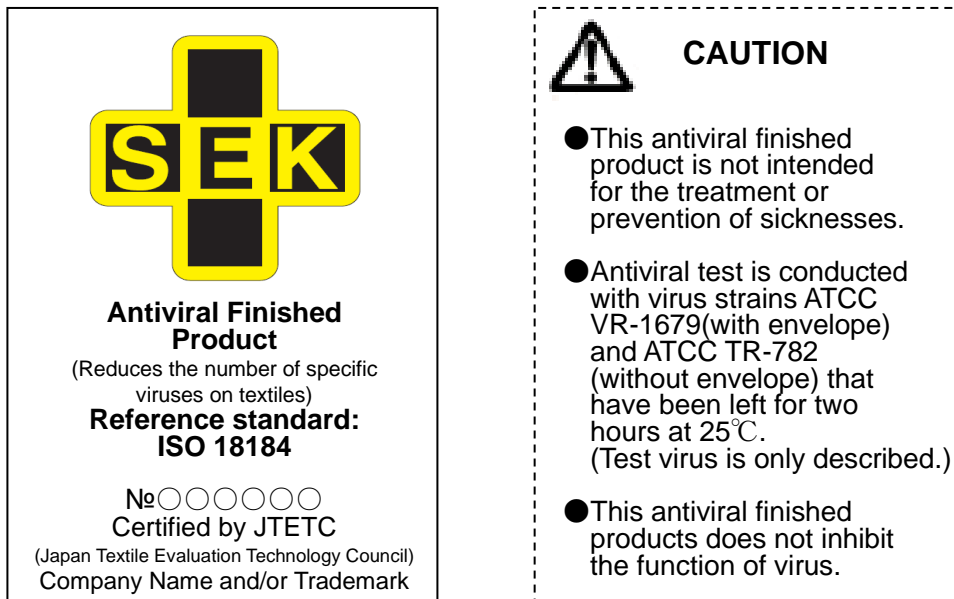 SEK
Antiviral Finished
Product
(Reduces the number of specific
viruses on textiles)
Reference standard:
ISO 18184
№○○○○○○
Certified by JTETC
(Japan Textile Evaluation Technology Council)
Company Name and/or Trademark
CAUTION
●This antiviral finished
product is not intended
for the treatment or
prevention of sicknesses.
●Antiviral test is conducted
with virus strains ATCC
VR-1679(with envelope)
and ATCC TR-782
(without envelope) that
have been left for two
hours at 25℃.
(Test virus is only described.)
●This antiviral finished
products does not inhibit
the function of virus.